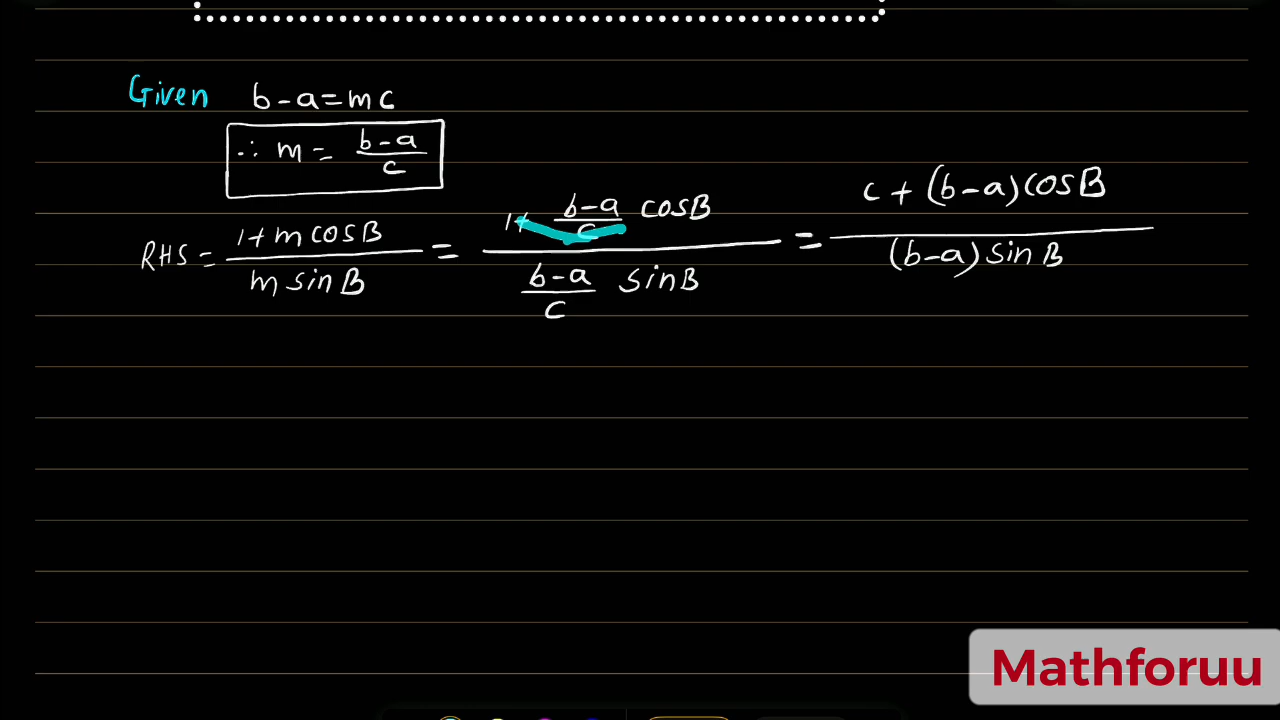 Given b-a=mc
∴ m = (b-a)/c
RHS = (1+m cosB)/(m sinB) = (1+ (b-a)/c cosB)/((b-a)/c sinB) = (c+(b-a)cosB)/((b-a)sinB)
Mathforuu